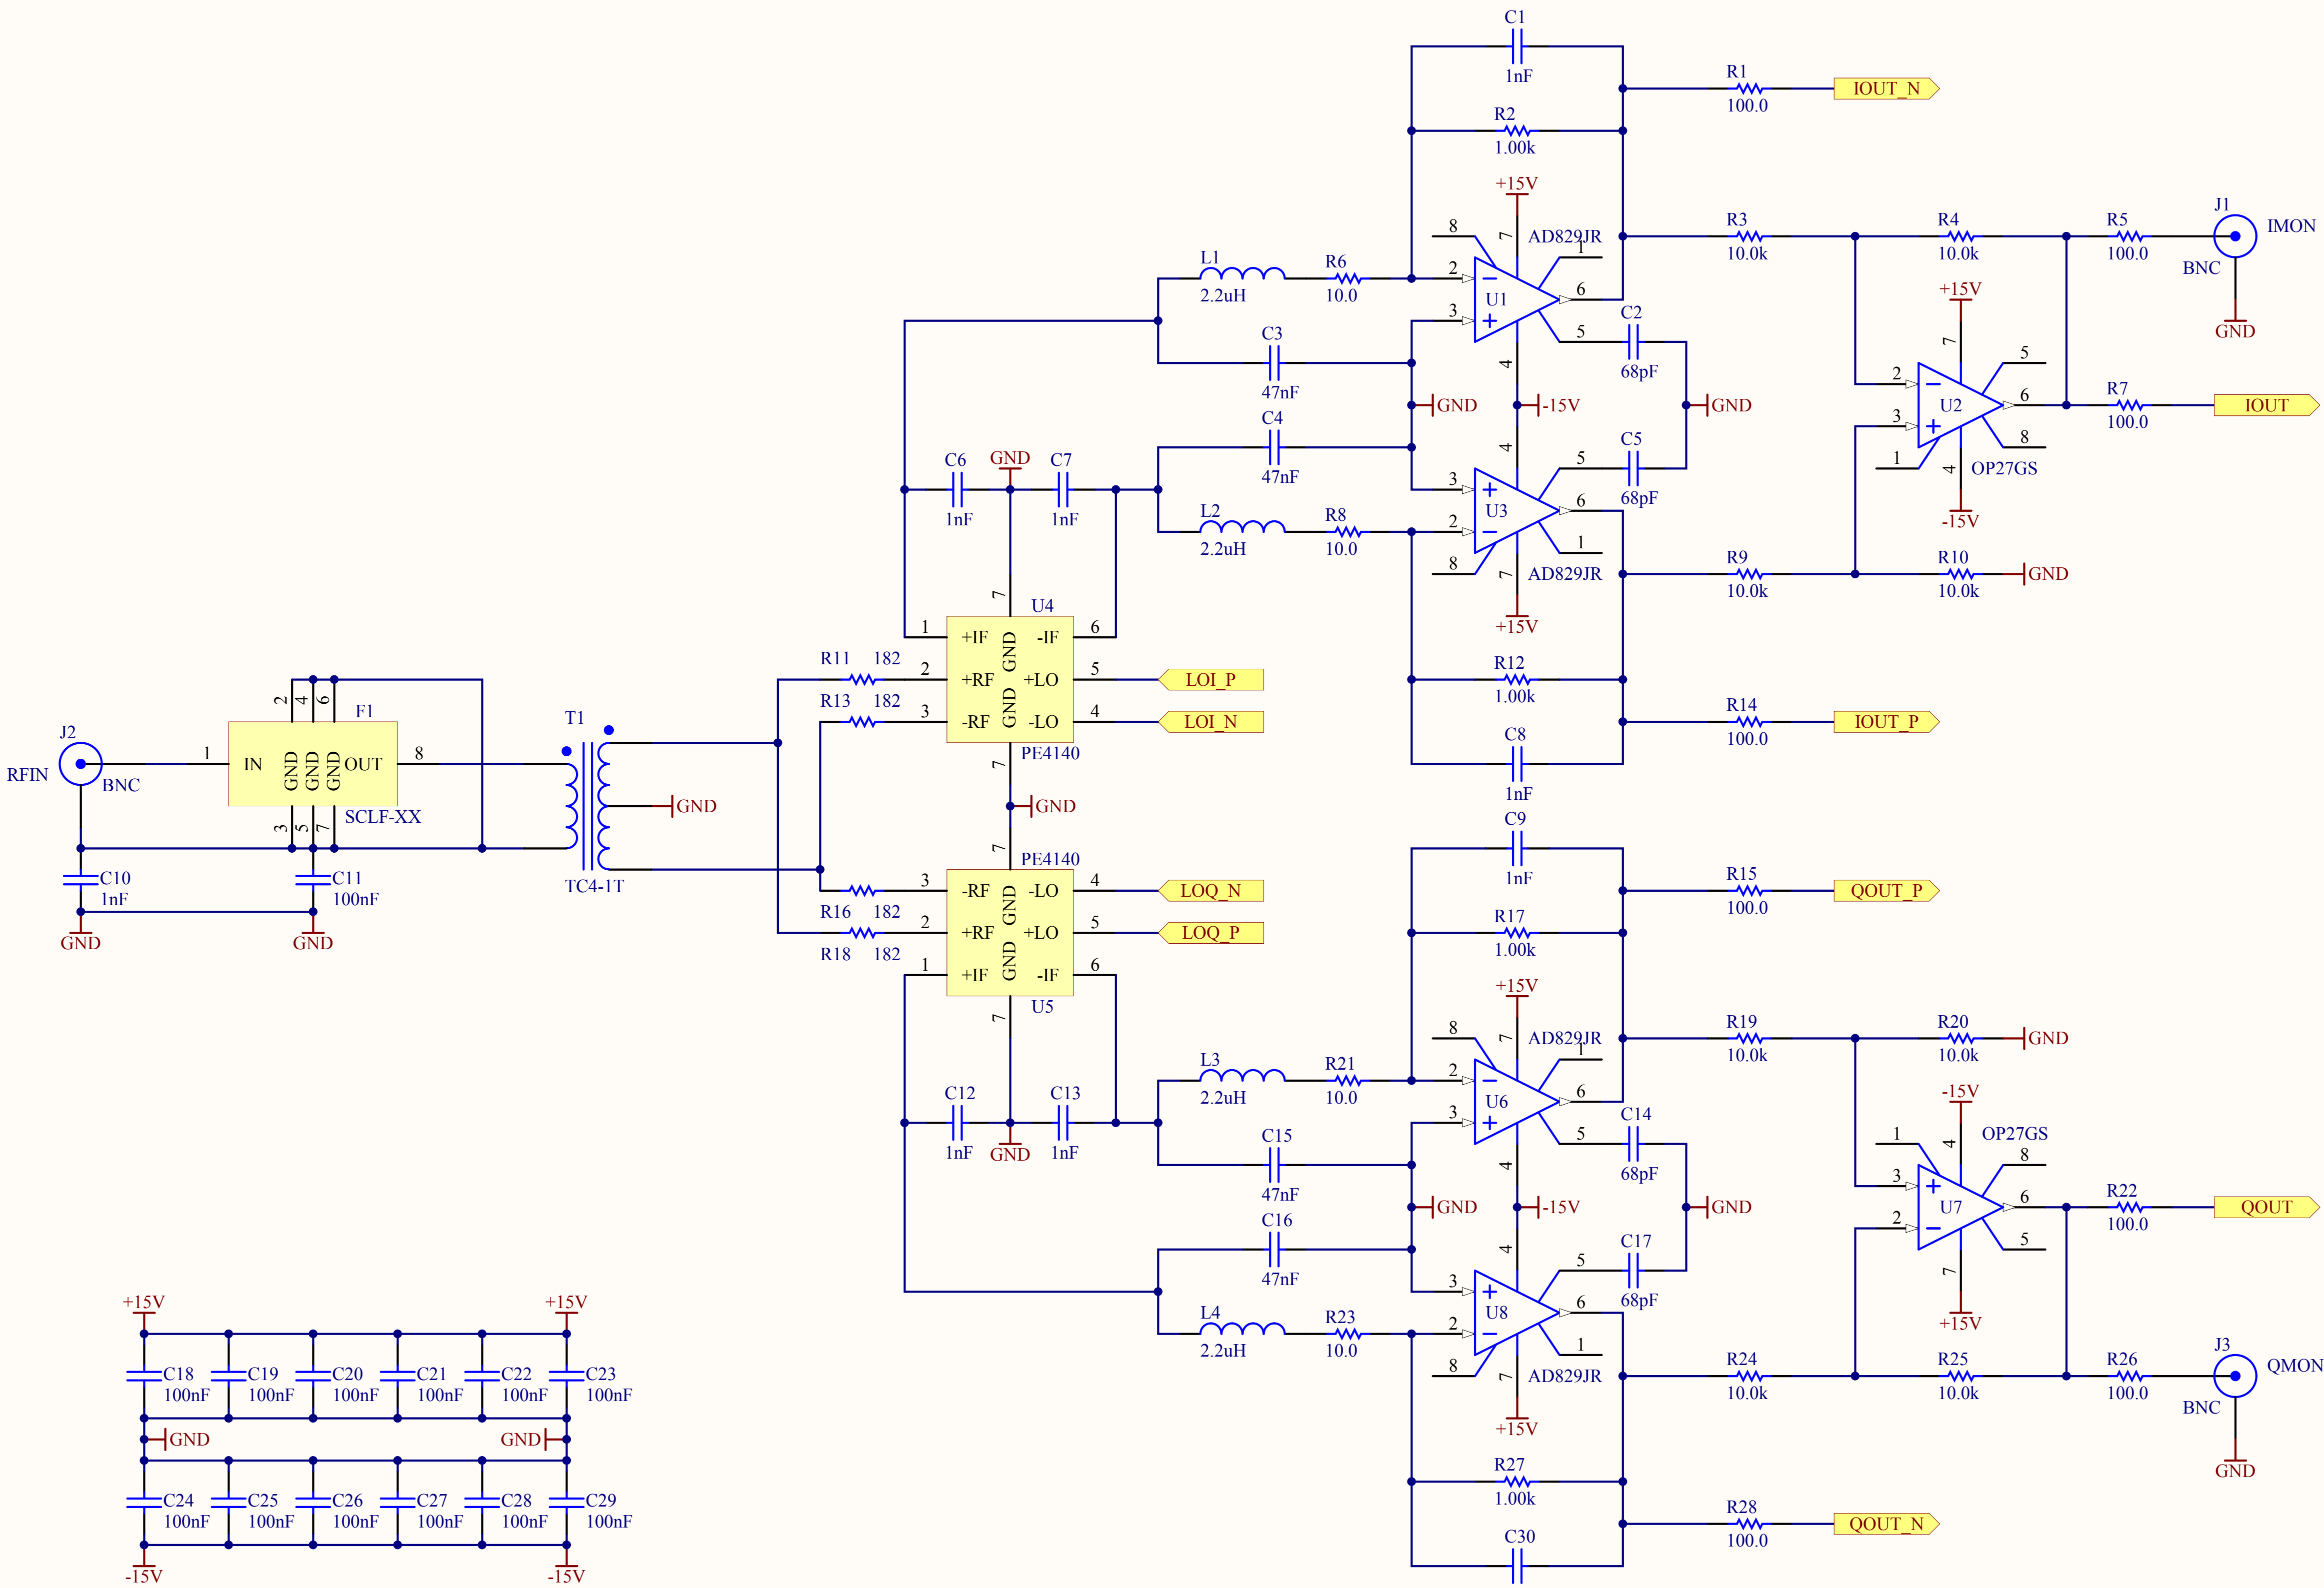 C1
1nF
R1
100.0
IOUT_N
R2
1.00k
+15V
8
7
AD829JR
1
L1
2.2uH
R6
10.0
2
3
U1
6
5
4
C2
68pF
C3
47nF
GND
-15V
GND
C4
47nF
C5
68pF
4
5
3
U3
6
L2
2.2uH
R8
10.0
2
1
8
7
AD829JR
+15V
R3
10.0k
R4
10.0k
R5
100.0
J1
IMON
BNC
GND
+15V
7
5
2
U2
6
3
8
1
4
OP27GS
-15V
R7
100.0
IOUT
R9
10.0k
R10
10.0k
GND
R12
1.00k
R14
100.0
IOUT_P
C8
1nF
C6
1nF
GND
C7
1nF
7
U4
1
+IF
GND
-IF
6
R11
182
2
+RF
+LO
5
LOI_P
R13
182
3
-RF
GND
-LO
4
LOI_N
PE4140
7
GND
7
PE4140
R16
182
3
-RF
GND
-LO
4
LOQ_N
R18
182
2
+RF
+LO
5
LOQ_P
1
+IF
GND
-IF
6
U5
7
J2
RFIN
BNC
1
2
4
6
F1
IN
GND
GND
GND
OUT
8
3
5
7
SCLF-XX
T1
TC4-1T
GND
C10
1nF
C11
100nF
GND
GND
C12
1nF
GND
C13
1nF
C9
1nF
R15
100.0
QOUT_P
R17
1.00k
+15V
8
7
AD829JR
1
L3
2.2uH
R21
10.0
2
3
U6
6
5
4
C14
68pF
C15
47nF
GND
-15V
GND
C16
47nF
C17
68pF
4
5
3
U8
6
L4
2.2uH
R23
10.0
2
1
8
7
AD829JR
+15V
R19
10.0k
R20
10.0k
GND
-15V
4
OP27GS
1
8
3
U7
6
2
5
7
+15V
R22
100.0
QOUT
R24
10.0k
R25
10.0k
R26
100.0
J3
QMON
BNC
GND
R27
1.00k
R28
100.0
QOUT_N
C30
+15V
+15V
C18
100nF
C19
100nF
C20
100nF
C21
100nF
C22
100nF
C23
100nF
GND
GND
C24
100nF
C25
100nF
C26
100nF
C27
100nF
C28
100nF
C29
100nF
-15V
-15V